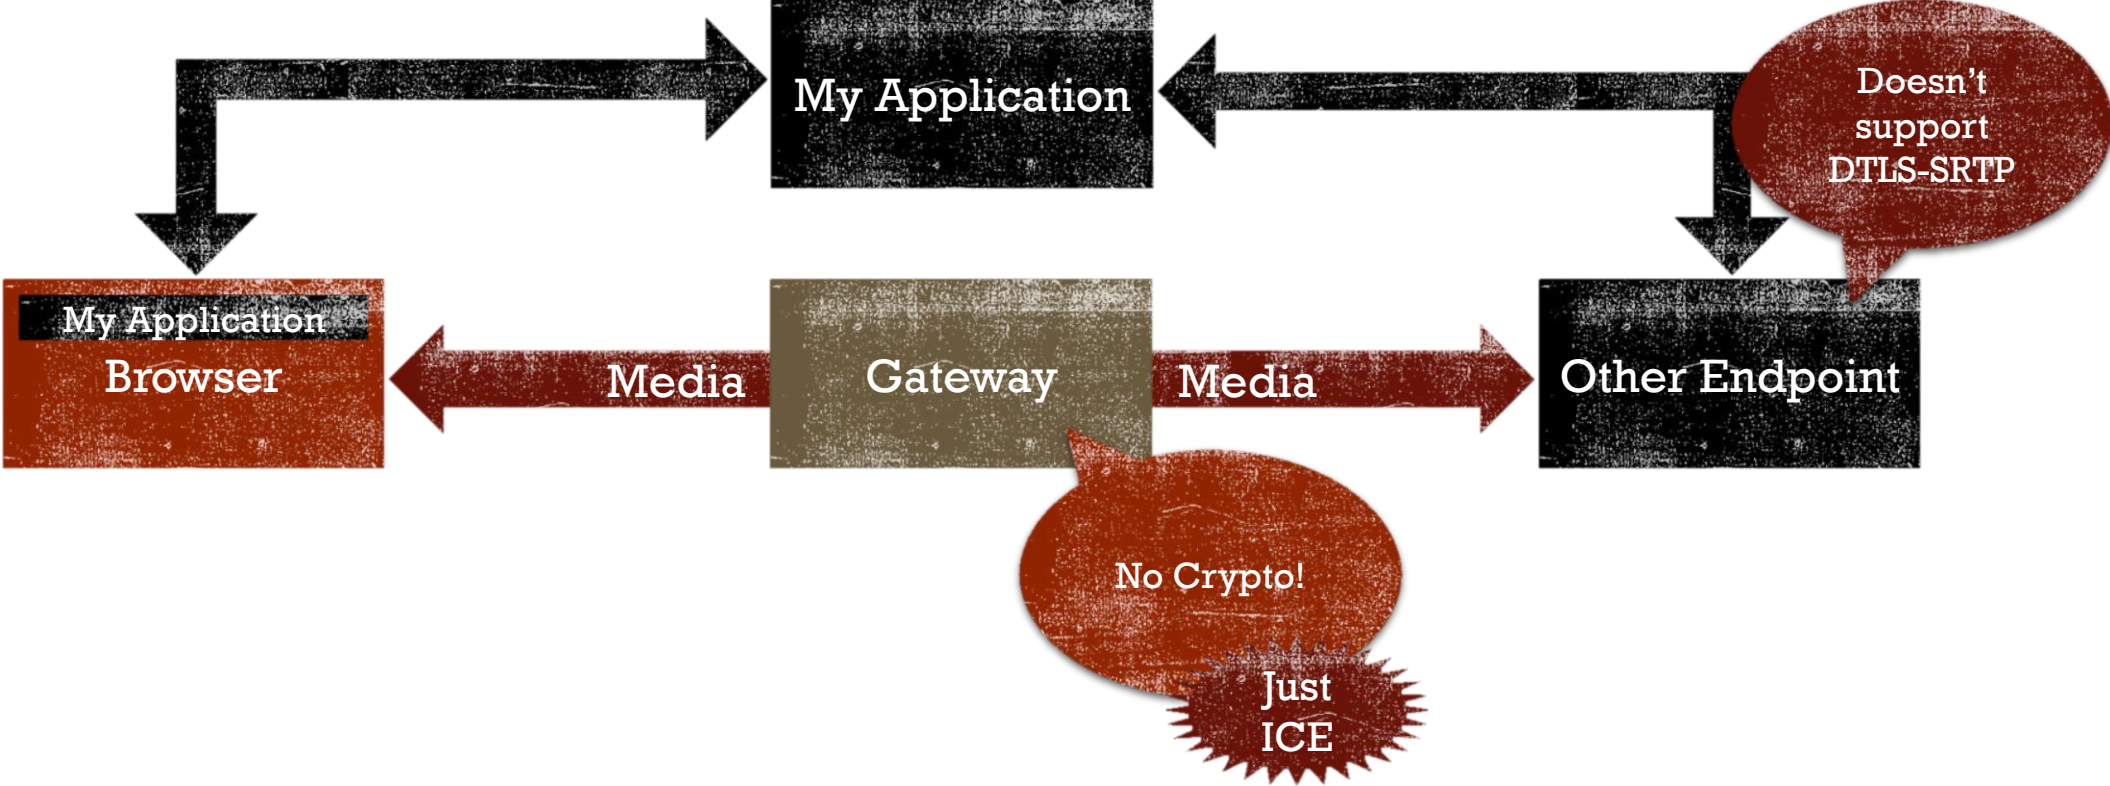 My Application
Doesn't
support
DTLS-SRTP
My Application
Browser
Media
Gateway
Media
Other Endpoint
No Crypto!
Just
ICE